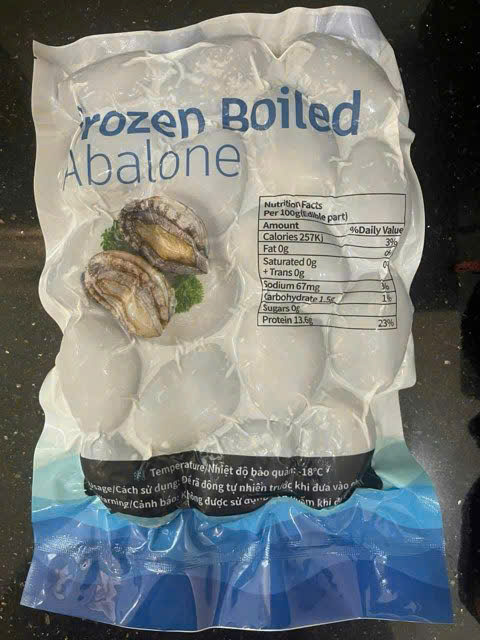 Frozen Boiled
Abalone
Nutrition Facts
Per 100g(Edible part)
Amount %Daily Value
Calories 257KJ 3%
Fat 0g 0%
Saturated 0g 0%
+ Trans 0g
Sodium 67mg 3%
Carbohydrate 1.5g 1%
Sugars 0g
Protein 13.6g 23%
Temperature/Nhiệt độ bảo quản: -18°C
Usage/Cách sử dụng: Để rã đông tự nhiên trước khi đưa vào
Warning/Cảnh báo: Không được sử khi